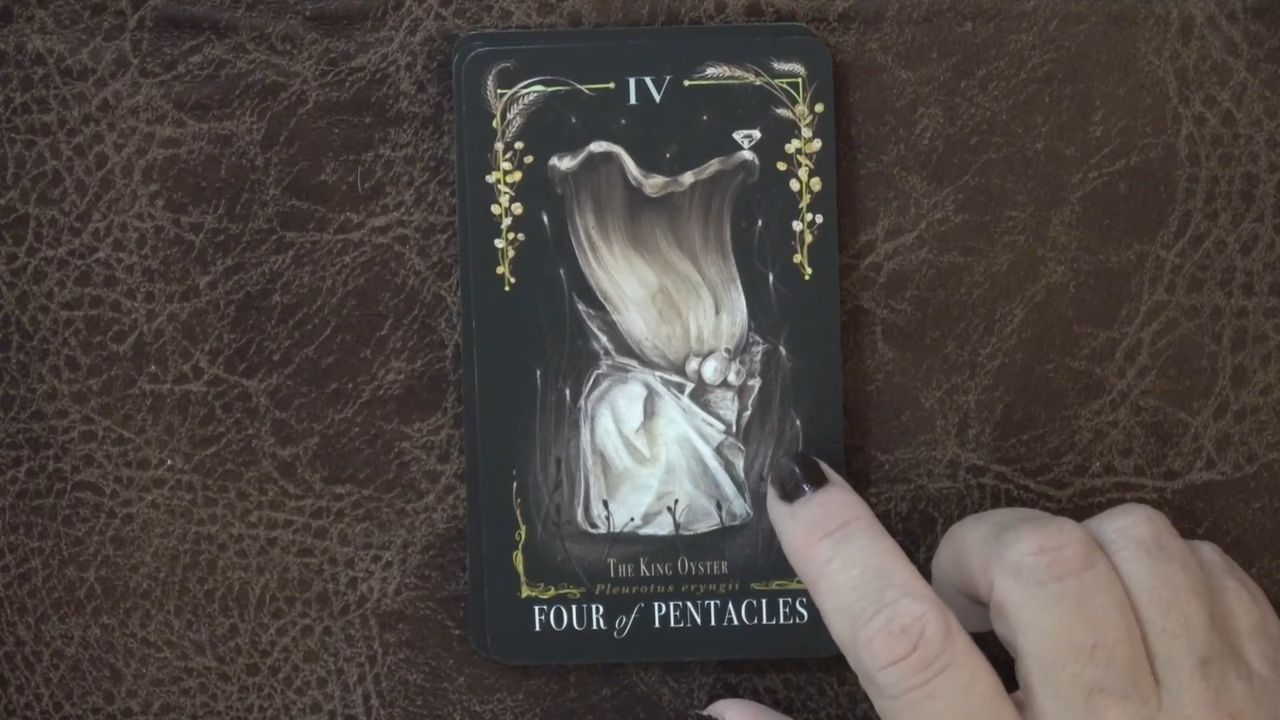 IV
THE KING OYSTER
Pleurotus eryngii
FOUR of PENTACLES